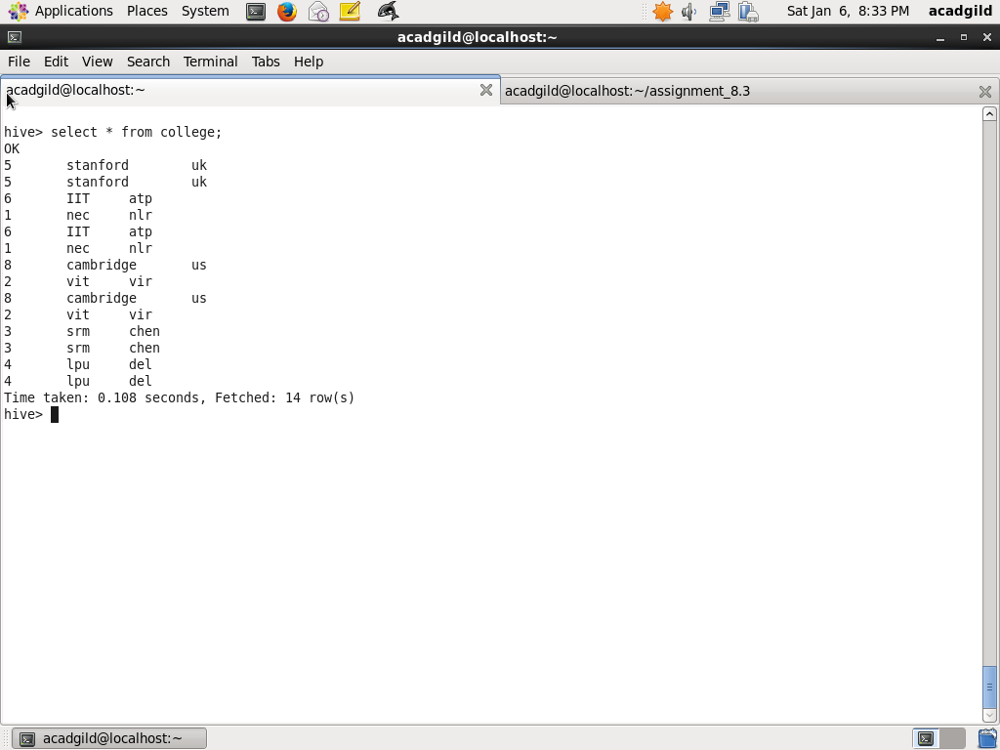 Applications Places System Sat Jan 6, 8:33 PM acadgild
acadgild@localhost:~
File Edit View Search Terminal Tabs Help
acadgild@localhost:~ acadgild@localhost:~/assignment_8.3
hive> select * from college;
OK
5 stanford uk
5 stanford uk
6 IIT atp
1 nec nlr
6 IIT atp
1 nec nlr
8 cambridge us
2 vit vir
8 cambridge us
2 vit vir
3 srm chen
3 srm chen
4 lpu del
4 lpu del
Time taken: 0.108 seconds, Fetched: 14 row(s)
hive>
acadgild@localhost:~